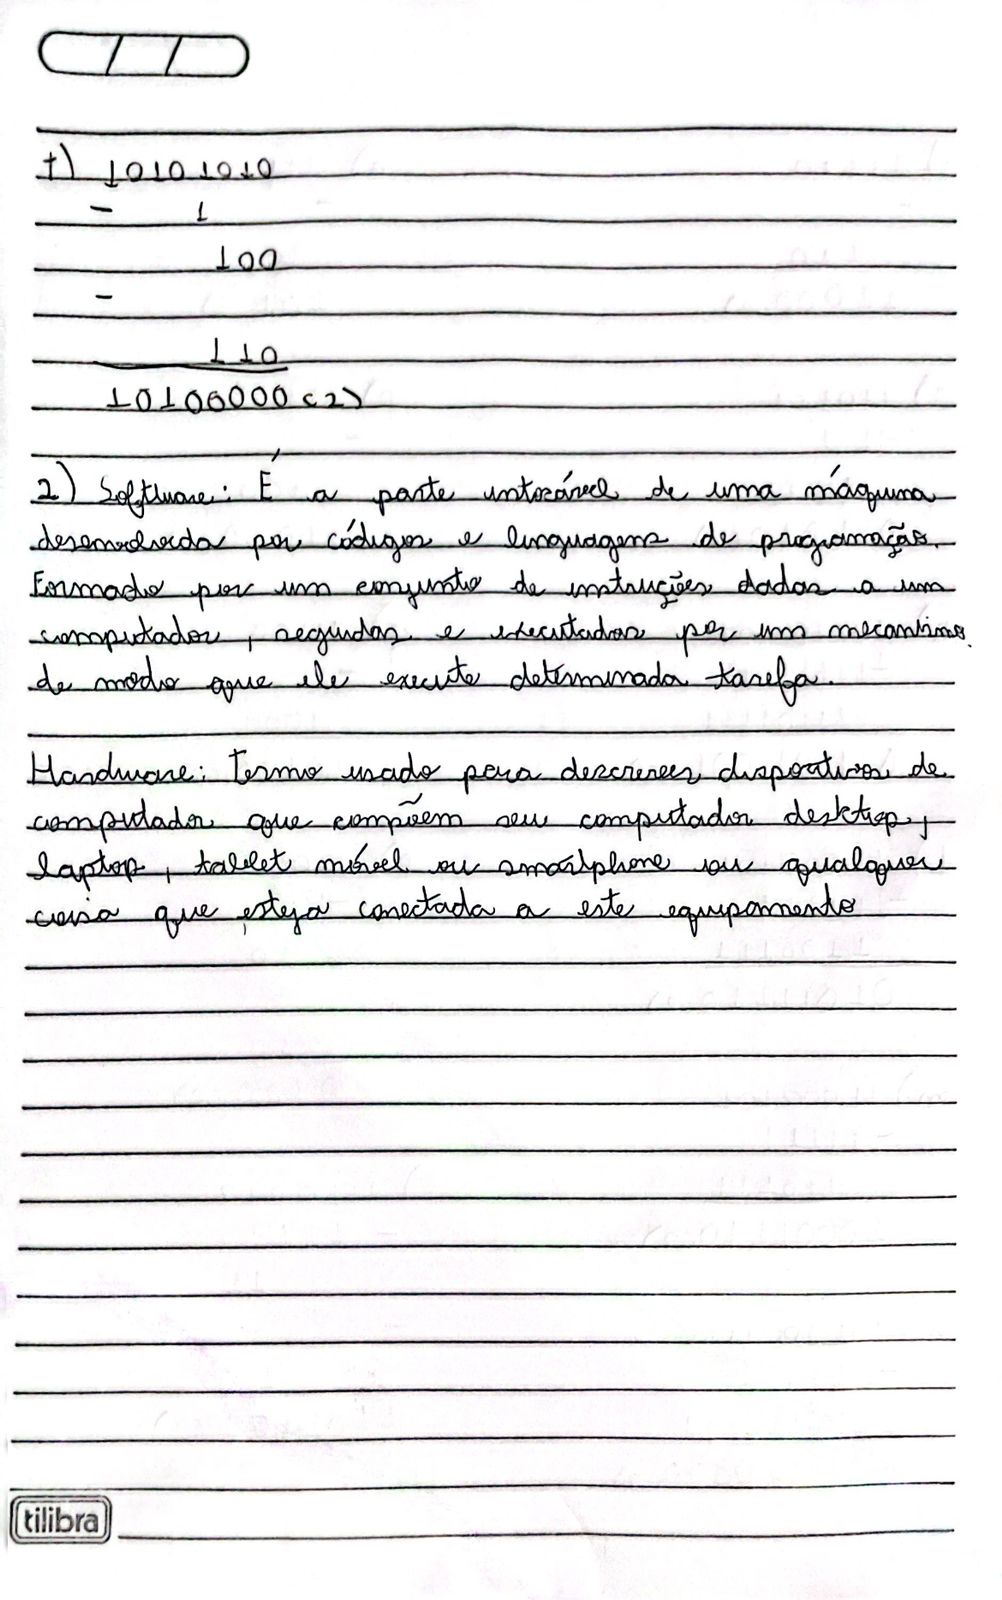 t) 10101010
- 1
100
-
110
10100000(2)
2) Software: É a parte intocável de uma máquina
desenvolvida por códigos e linguagens de programação.
Formado por um conjunto de instruções dadas a um
computador, seguidas e executadas por um mecanismo.
de modo que ele execute determinada tarefa.
Hardware: Termo usado para descrever dispositivos de
computador que compõem seu computador desktop,
laptop, tablet móvel ou smartphone ou qualquer
coisa que esteja conectada a este equipamento
tilibra